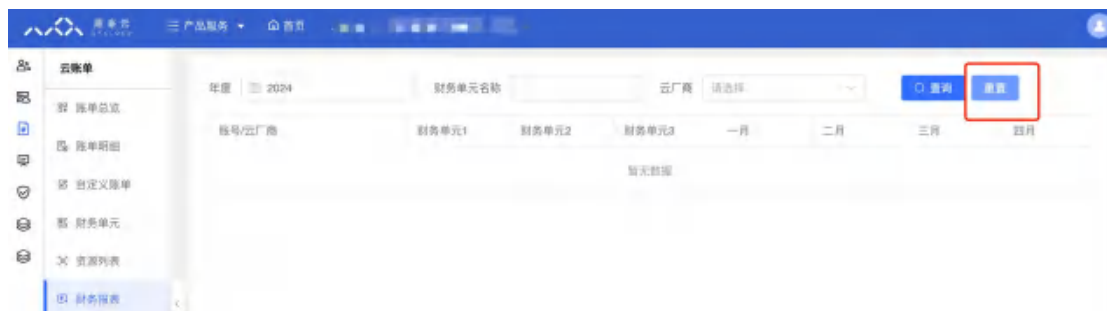 产品服务 首页
云账单
账单总览
账单明细
自定义账单
财务单元
资源列表
财务报表
年度 2024 财务单元名称 云厂商 请选择 查询 重置
账号/云厂商 财务单元1 财务单元2 财务单元3 一月 二月 三月 四月
暂无数据